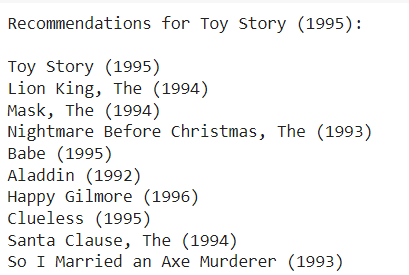 Recommendations for Toy Story (1995):
Toy Story (1995)
Lion King, The (1994)
Mask, The (1994)
Nightmare Before Christmas, The (1993)
Babe (1995)
Aladdin (1992)
Happy Gilmore (1996)
Clueless (1995)
Santa Clause, The (1994)
So I Married an Axe Murderer (1993)